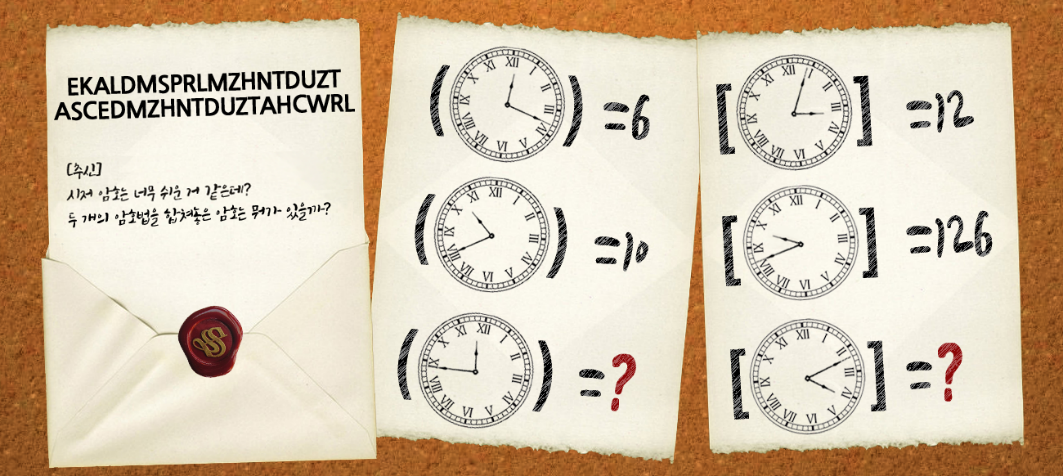 EKALDMSPRLMZHNTDUZT
ASCEDMZHNTDUZTAHCWRL
[추신]
시저 암호는 너무 쉬운 거 같은데?
두 개의 암호법을 합쳐놓은 암호는 뭐가 있을까?
( ) =6
( ) =10
( ) =?
[ ] =12
[ ] =126
[ ] =?